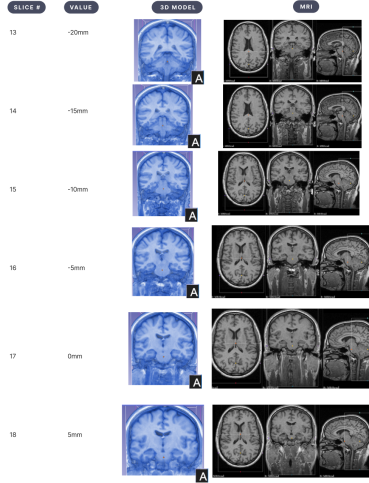 SLICE # VALUE 3D MODEL MRI
13 -20mm A
14 -15mm A
15 -10mm A
16 -5mm A
17 0mm A
18 5mm A